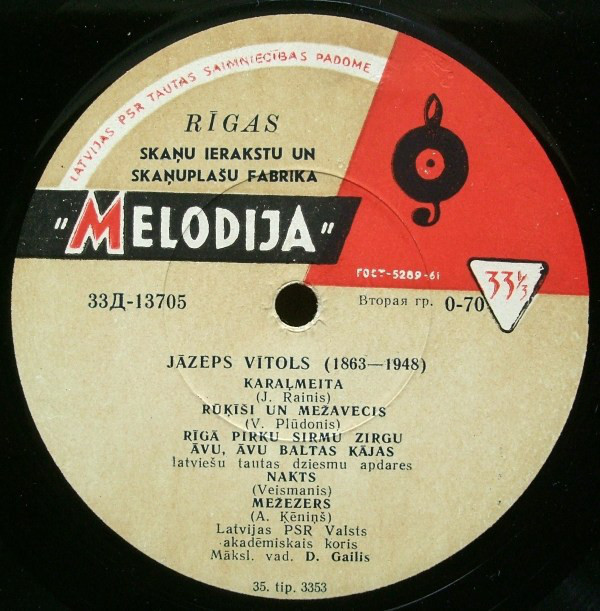 LATVIJAS PSR TAUTAS SAIMNIECĪBAS PADOME
RĪGAS
SKAŅU IERAKSTU UN
SKAŅUPLAŠU FABRIKA
"MELODIJA"
ГОСТ-5289-61
33⅓
33Д-13705
Вторая гр. 0-70
JĀZEPS VĪTOLS (1863—1948)
KARAĻMEITA
(J. Rainis)
RŪĶĪŠI UN MEŽAVECIS
(V. Plūdonis)
RĪGĀ PIRKU SIRMU ZIRGU
ĀVU, ĀVU BALTAS KĀJAS
latviešu tautas dziesmu apdares
NAKTS
(Veismanis)
MEŽEZERS
(A. Ķēniņš)
Latvijas PSR Valsts
akadēmiskais koris
Māksl. vad. D. Gailis
35. tip. 3353